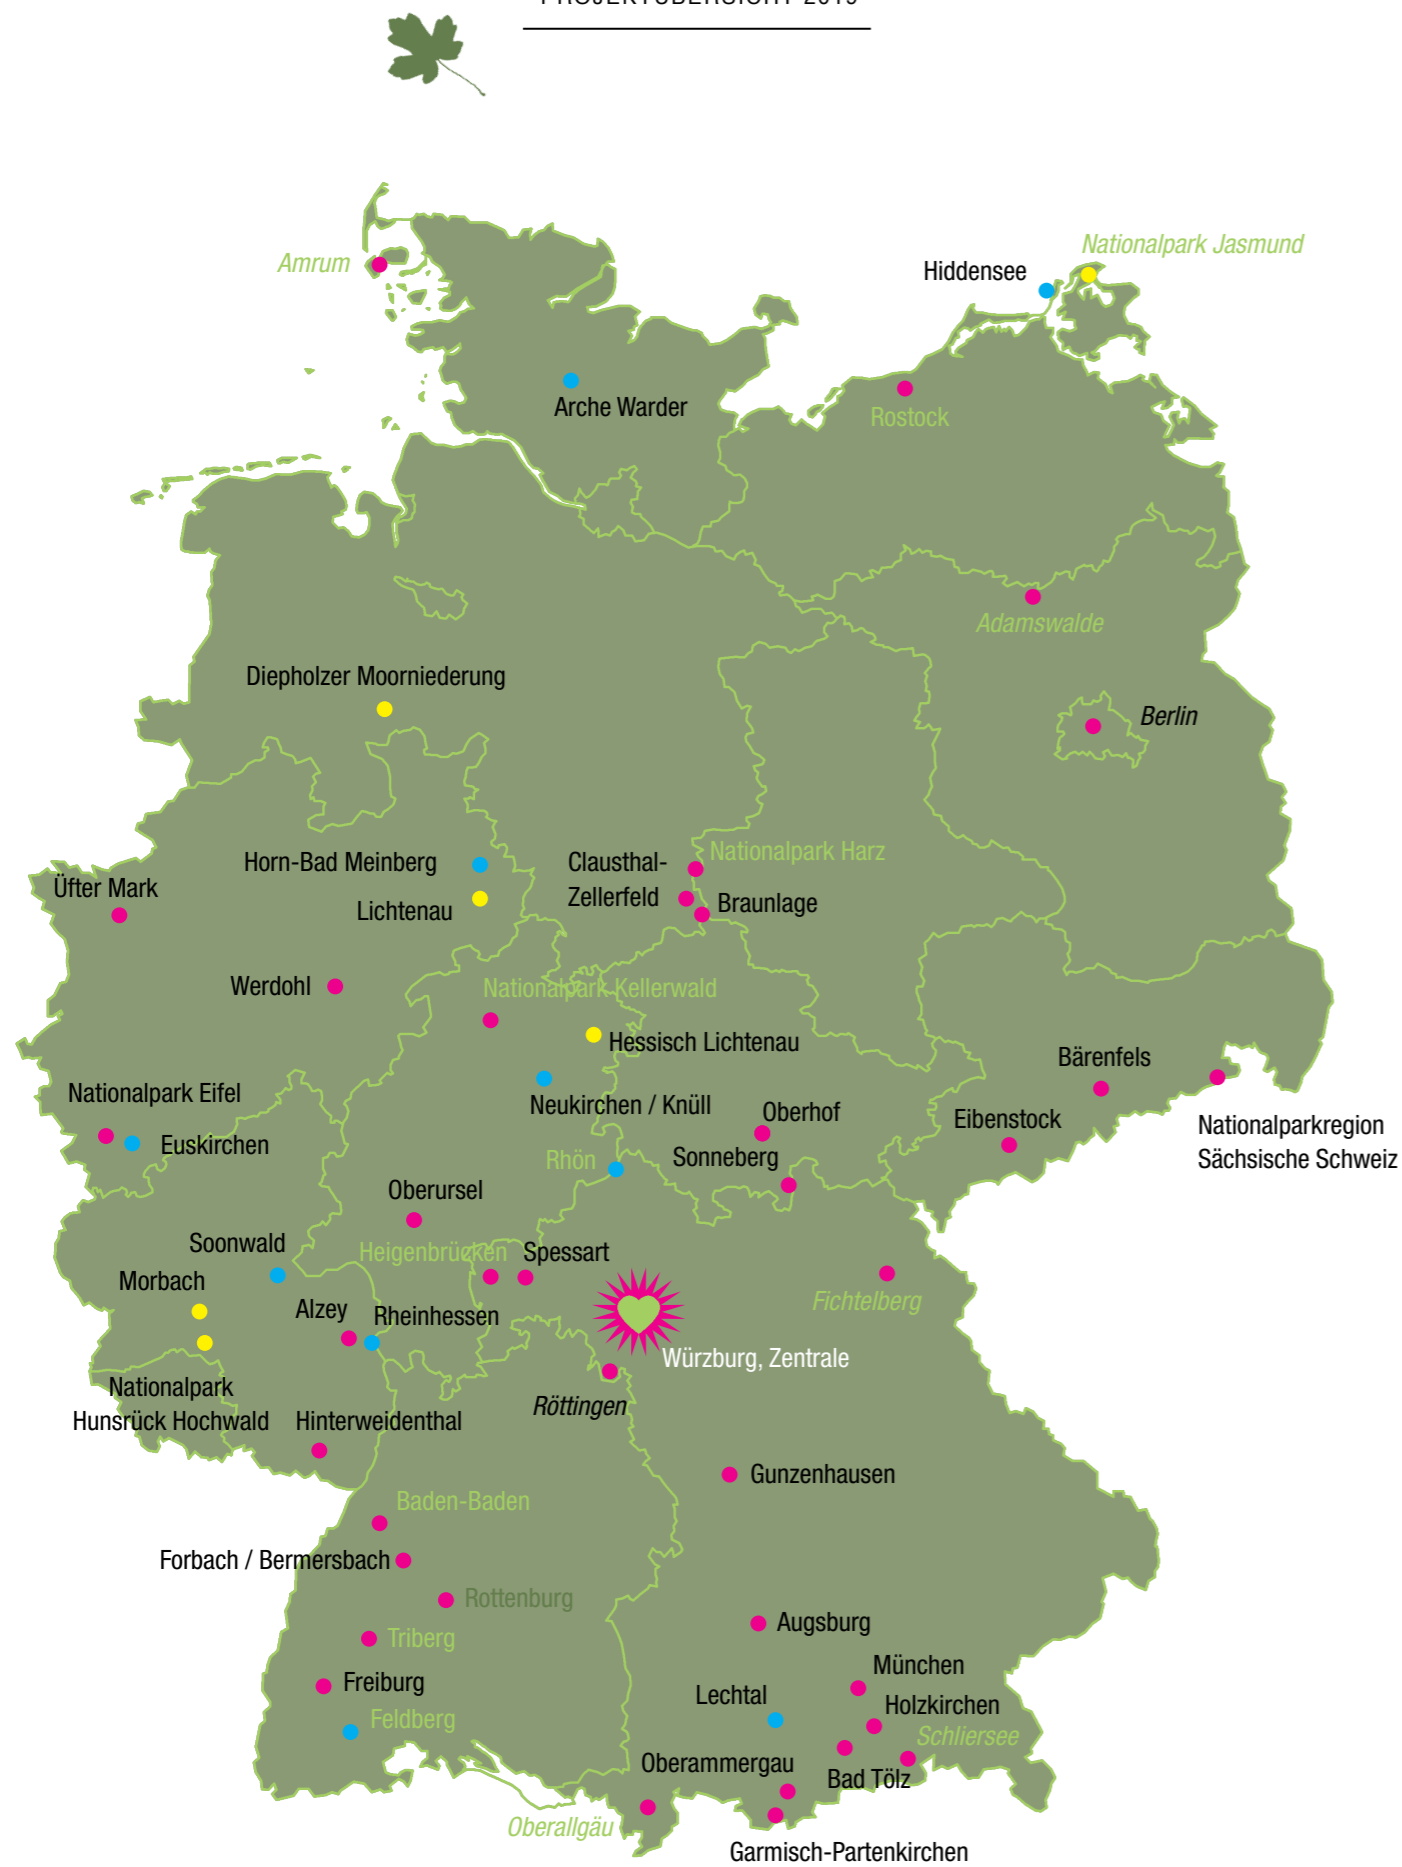 PROJEKTÜBERSICHT 2019
Amrum
Nationalpark Jasmund
Hiddensee
Arche Warder
Rostock
Adamswalde
Diepholzer Moorniederung
Berlin
Horn-Bad Meinberg
Clausthal-
Zellerfeld
Nationalpark Harz
Üfter Mark
Lichtenau
Braunlage
Werdohl
Nationalpark Kellerwald
Hessisch Lichtenau
Bärenfels
Nationalpark Eifel
Neukirchen / Knüll
Oberhof
Eibenstock
Nationalparkregion
Sächsische Schweiz
Euskirchen
Rhön
Sonneberg
Oberursel
Soonwald
Heigenbrücken
Spessart
Morbach
Alzey
Rheinhessen
Fichtelberg
Würzburg, Zentrale
Nationalpark
Hunsrück Hochwald
Röttingen
Hinterweidenthal
Gunzenhausen
Baden-Baden
Forbach / Bermersbach
Rottenburg
Augsburg
Triberg
München
Freiburg
Lechtal
Holzkirchen
Feldberg
Schliersee
Oberammergau
Bad Tölz
Oberallgäu
Garmisch-Partenkirchen